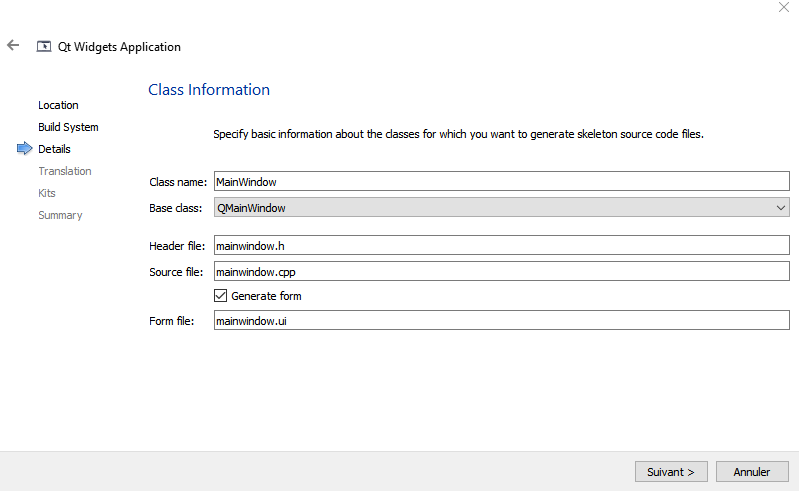 Qt Widgets Application
Class Information
Location
Build System
Details
Translation
Kits
Summary
Specify basic information about the classes for which you want to generate skeleton source code files.
Class name: MainWindow
Base class: QMainWindow
Header file: mainwindow.h
Source file: mainwindow.cpp
Generate form
Form file: mainwindow.ui
Suivant > Annuler